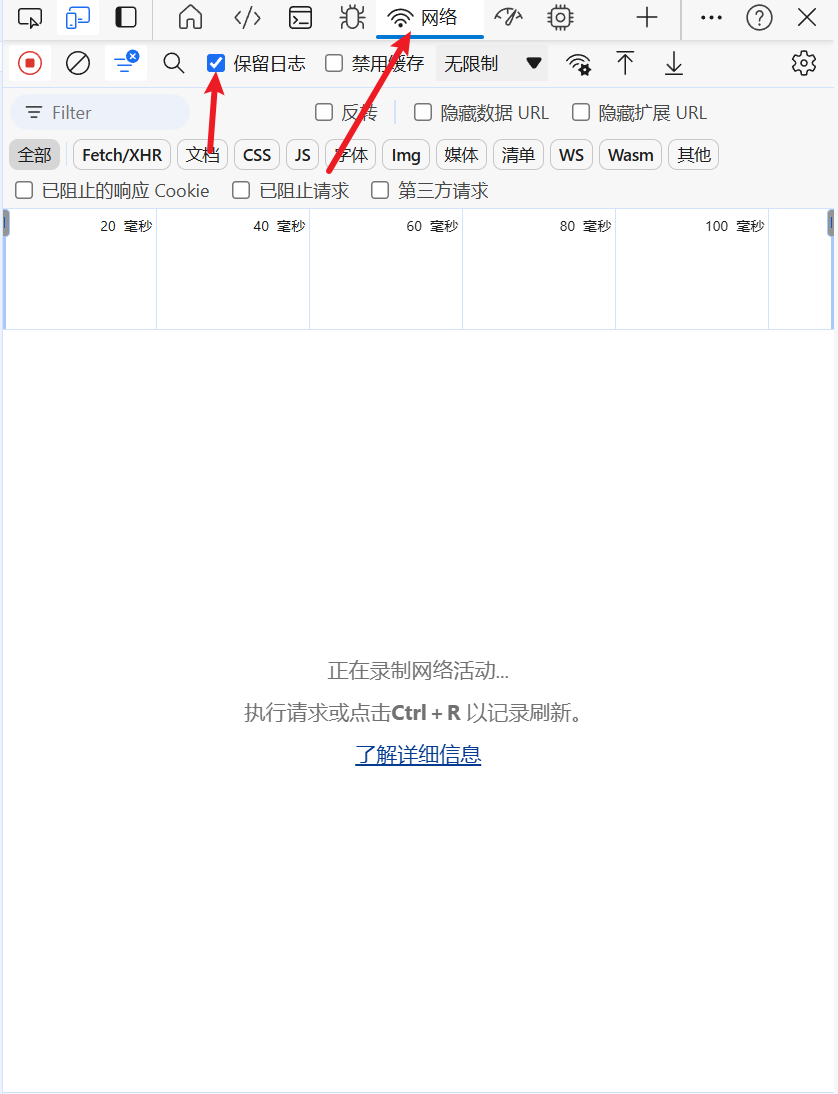 网络
保留日志 禁用缓存 无限制
Filter 反转 隐藏数据 URL 隐藏扩展 URL
全部 Fetch/XHR 文档 CSS JS 字体 Img 媒体 清单 WS Wasm 其他
已阻止的响应 Cookie 已阻止请求 第三方请求
20 毫秒 40 毫秒 60 毫秒 80 毫秒 100 毫秒
正在录制网络活动...
执行请求或点击Ctrl + R 以记录刷新。
了解详细信息